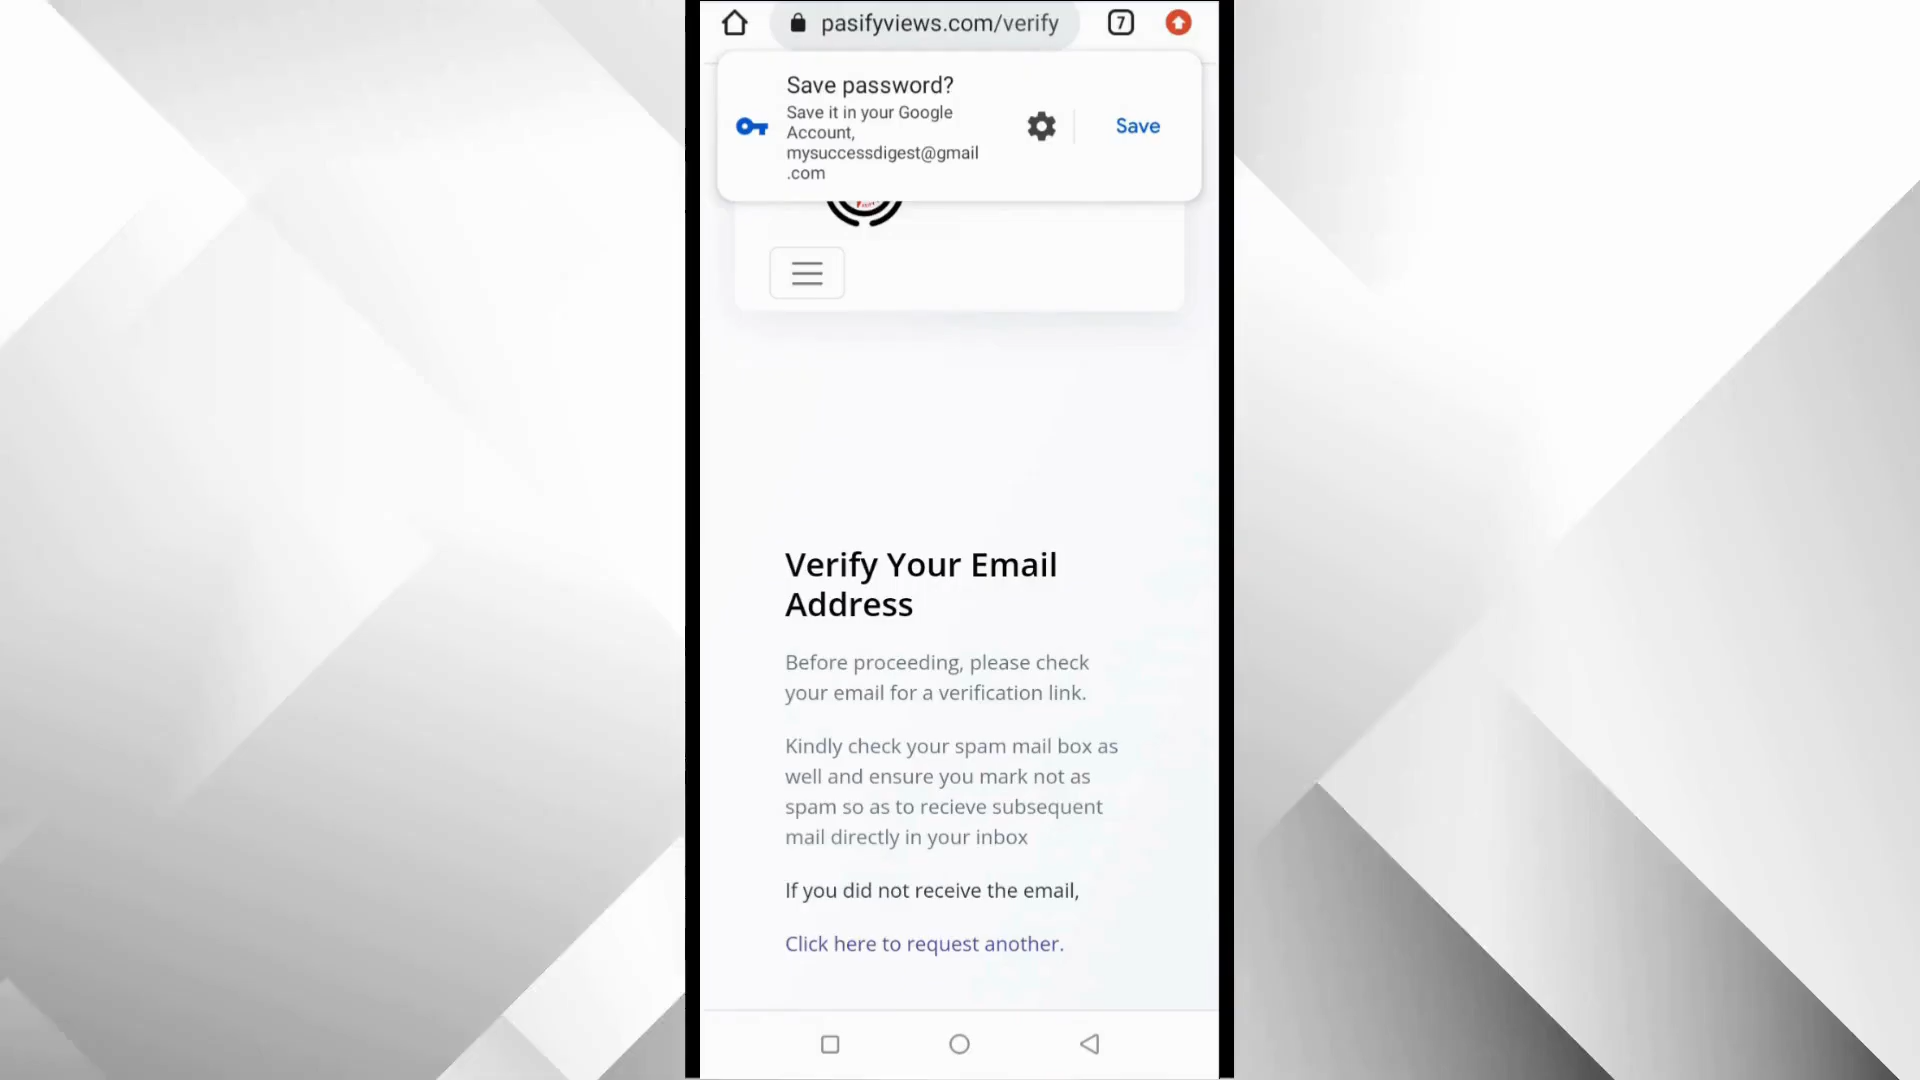 pasifyviews.com/verify
7
Save password?
Save it in your Google
Account,
mysuccessdigest@gmail
.com
Save
Verify Your Email
Address
Before proceeding, please check
your email for a verification link.
Kindly check your spam mail box as
well and ensure you mark not as
spam so as to recieve subsequent
mail directly in your inbox
If you did not receive the email,
Click here to request another.